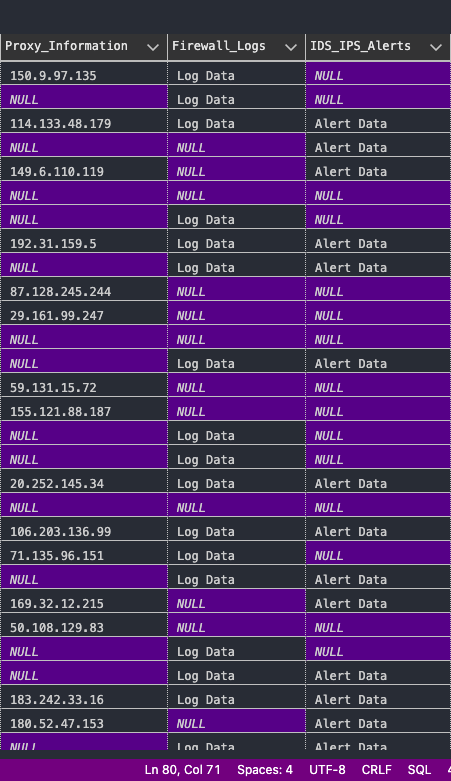 Proxy_Information Firewall_Logs IDS_IPS_Alerts
150.9.97.135 Log Data NULL
NULL Log Data NULL
114.133.48.179 Log Data Alert Data
NULL NULL Alert Data
149.6.110.119 NULL Alert Data
NULL NULL NULL
NULL Log Data NULL
192.31.159.5 Log Data Alert Data
NULL Log Data Alert Data
87.128.245.244 NULL NULL
29.161.99.247 NULL NULL
NULL NULL NULL
NULL Log Data Alert Data
59.131.15.72 NULL NULL
155.121.88.187 NULL NULL
NULL Log Data NULL
NULL Log Data NULL
20.252.145.34 Log Data Alert Data
NULL NULL NULL
106.203.136.99 Log Data Alert Data
71.135.96.151 Log Data NULL
NULL Log Data Alert Data
169.32.12.215 NULL Alert Data
50.108.129.83 NULL NULL
NULL Log Data NULL
NULL Log Data Alert Data
183.242.33.16 Log Data Alert Data
180.52.47.153 NULL Alert Data
NULL Log Data Alert Data
Ln 80, Col 71 Spaces: 4 UTF-8 CRLF SQL